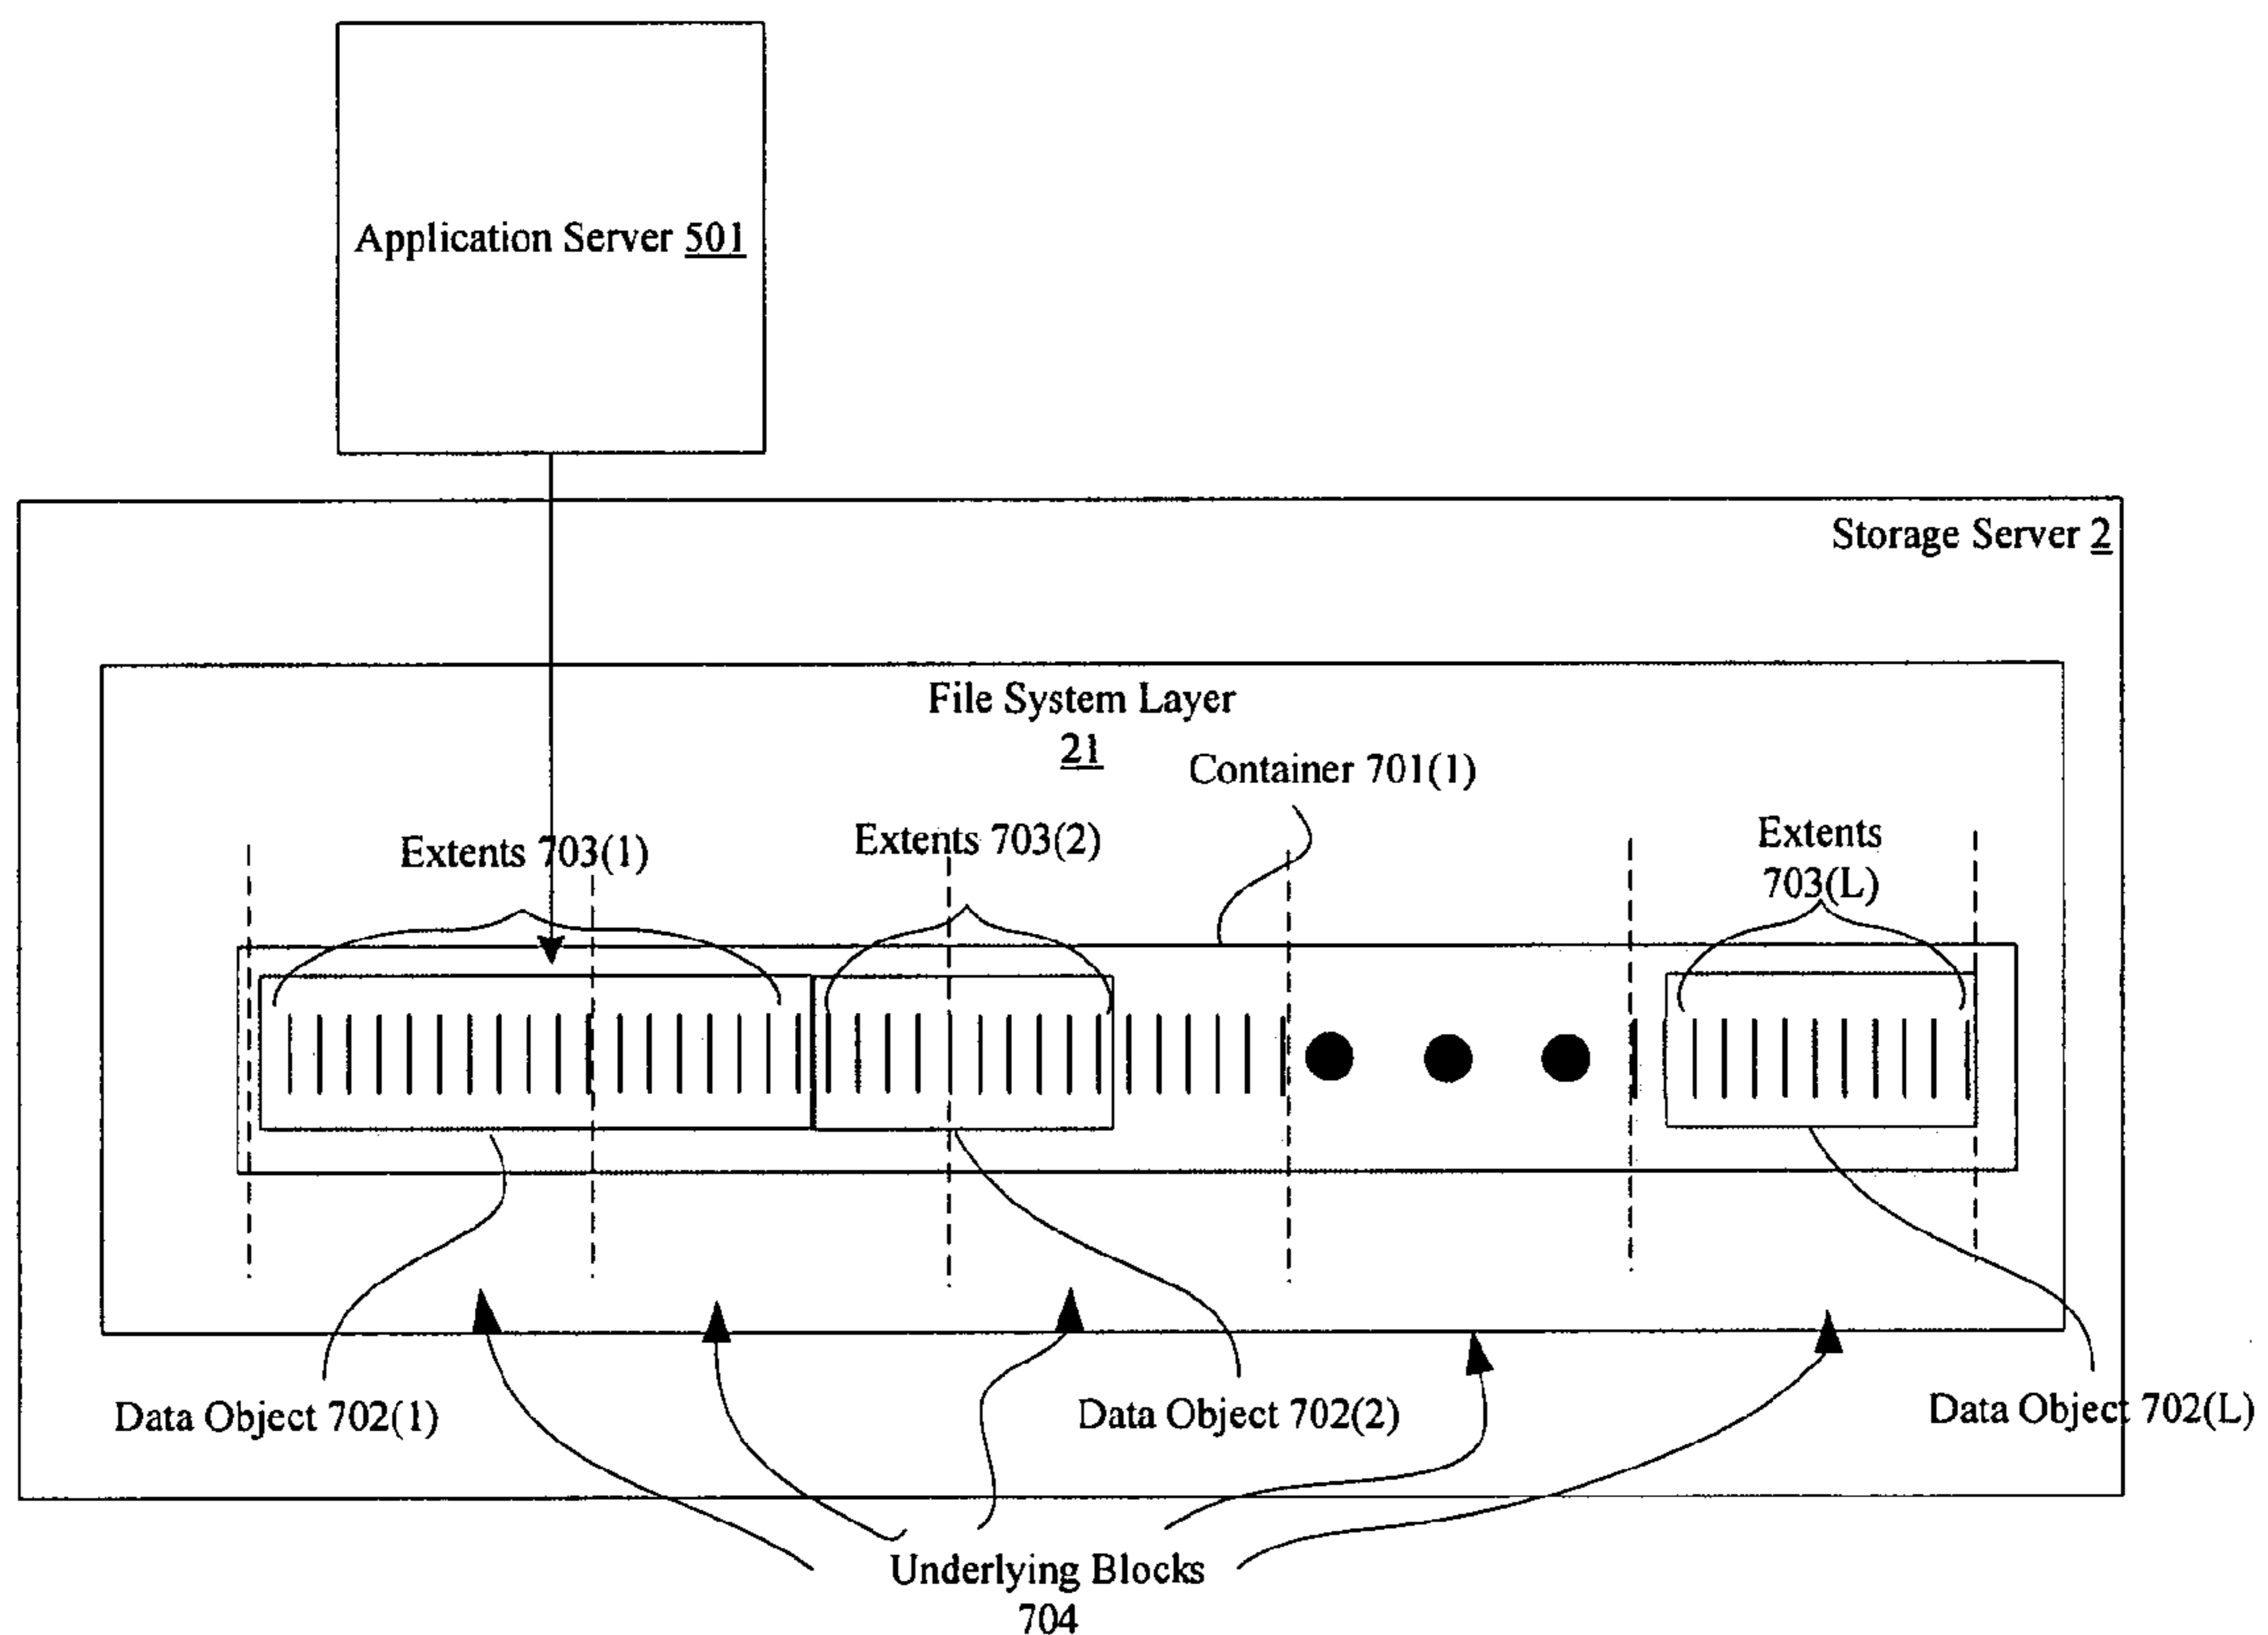 Application Server 501
Storage Server 2
File System Layer
21
Container 701(1)
Extents 703(1)
Extents 703(2)
Extents
703(L)
Data Object 702(1)
Data Object 702(2)
Data Object 702(L)
Underlying Blocks
704